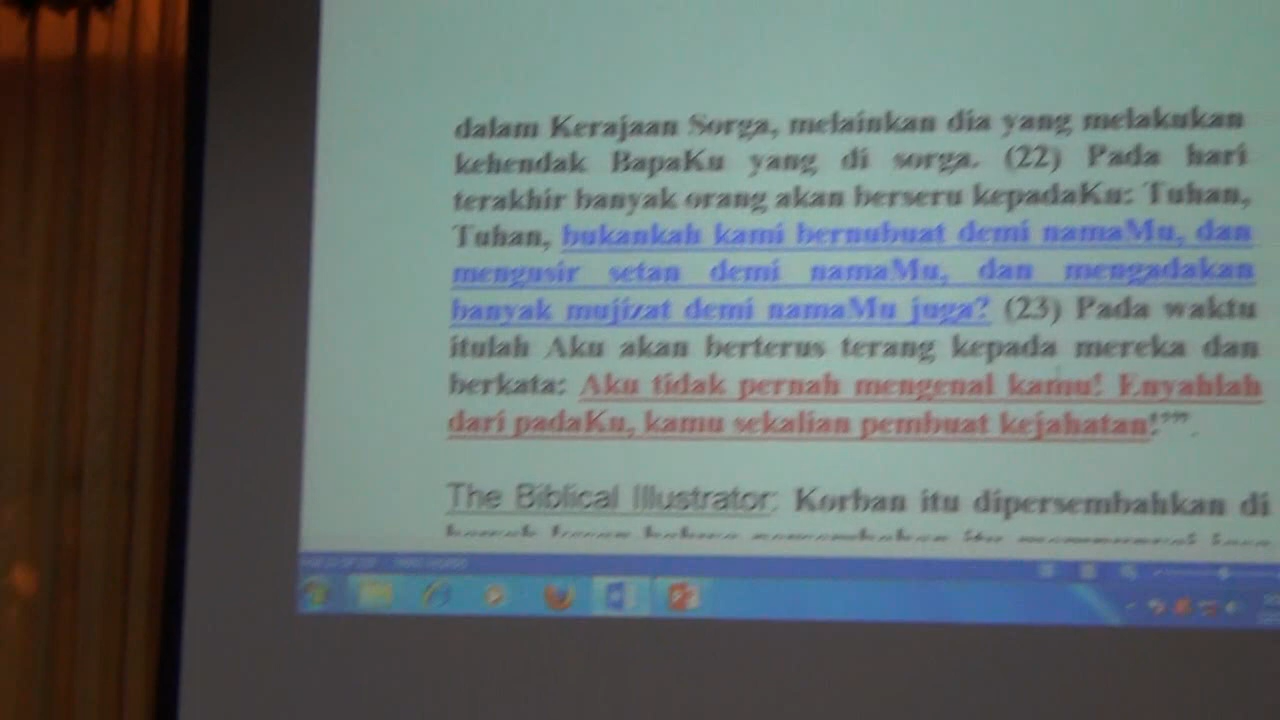 dalam Kerajaan Sorga, melainkan dia yang melakukan
kehendak BapaKu yang di sorga. (22) Pada hari
terakhir banyak orang akan berseru kepadaKu: Tuhan,
Tuhan, bukankah kami bernubuat demi namaMu, dan
mengusir setan demi namaMu, dan mengadakan
banyak mujizat demi namaMu juga? (23) Pada waktu
itulah Aku akan berterus terang kepada mereka dan
berkata: Aku tidak pernah mengenal kamu! Enyahlah
dari padaKu, kamu sekalian pembuat kejahatan!’”.
The Biblical Illustrator: Korban itu dipersembahkan di